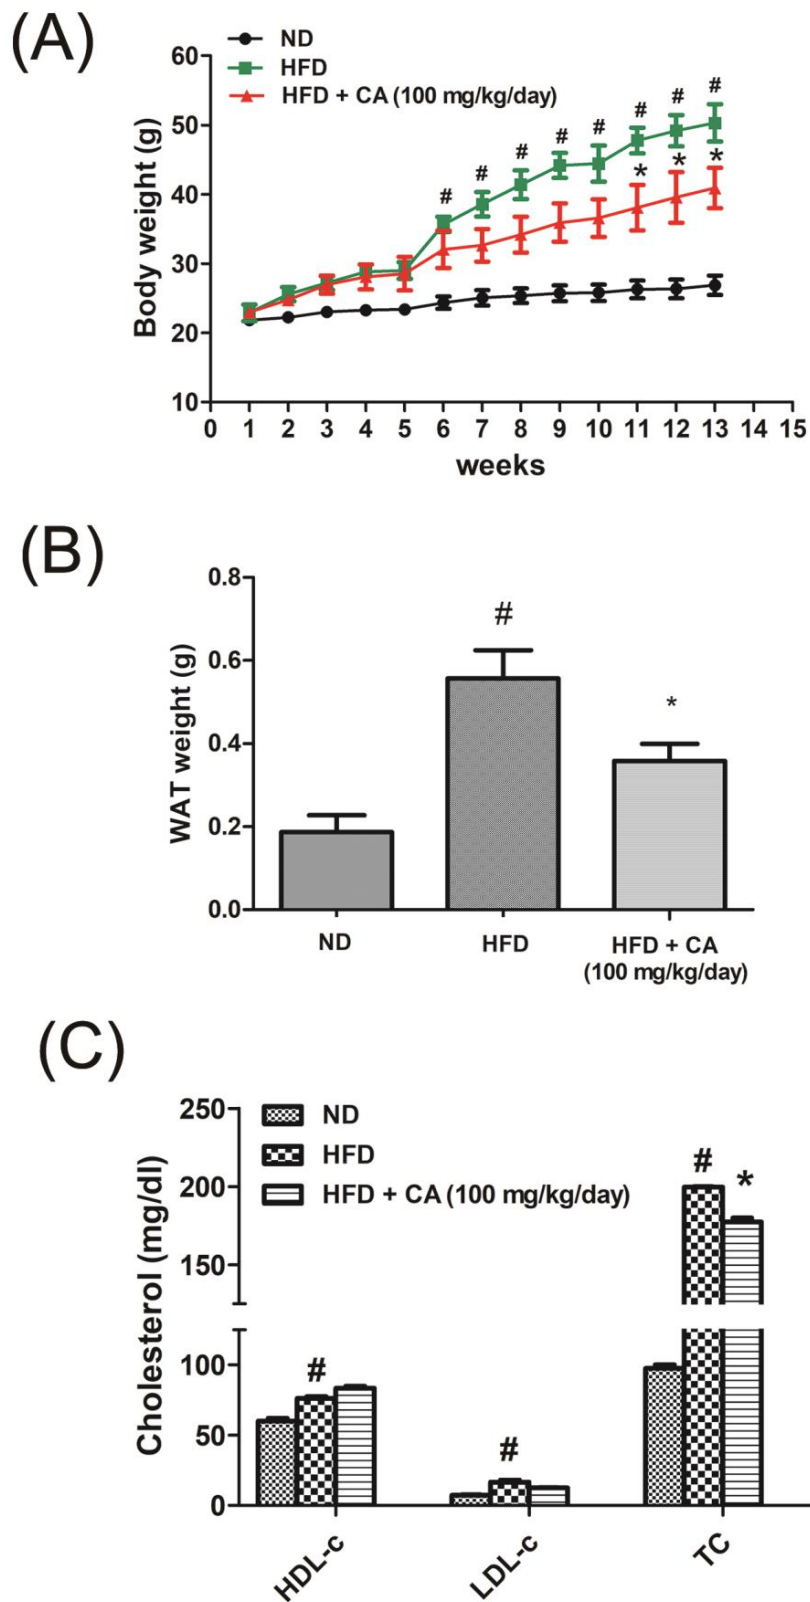 (A)
ND
HFD
HFD + CA (100 mg/kg/day)
60
50
40
30
20
10
Body weight (g)
# # # # # # # #
* * *
0 1 2 3 4 5 6 7 8 9 10 11 12 13 14 15
weeks
(B)
0.8
0.6
0.4
0.2
0.0
WAT weight (g)
#
*
ND HFD HFD + CA
(100 mg/kg/day)
(C)
250
200
150
100
50
0
Cholesterol (mg/dl)
ND
HFD
HFD + CA (100 mg/kg/day)
# *
#
#
HDL-c LDL-c TC